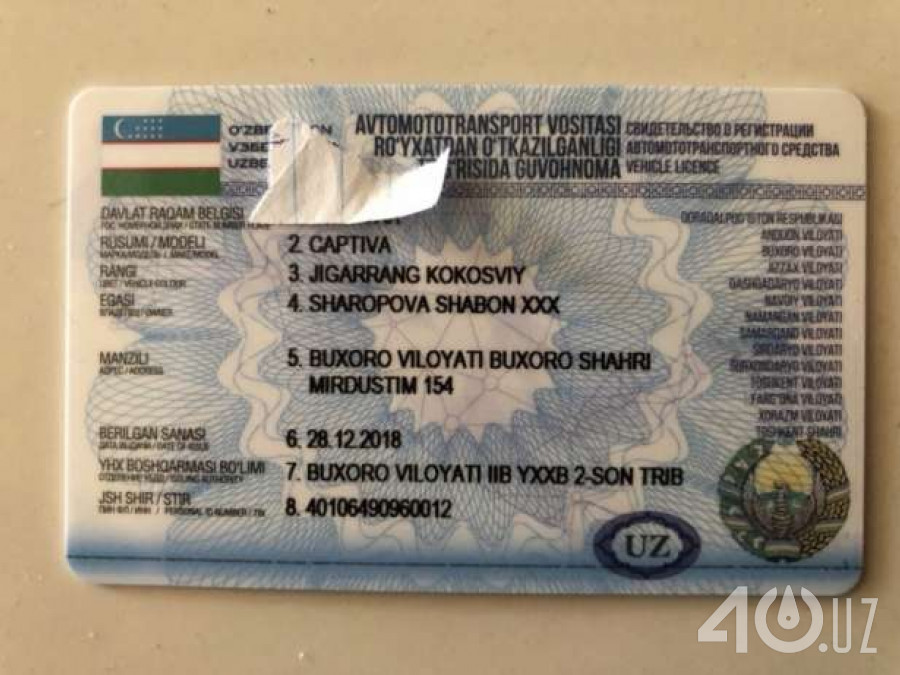 AVTOMOTOTRANSPORT VOSITASI
RO'YXATDAN O'TKAZILGANLIGI
RISIDA GUVOHNOMA
СВИДЕТЕЛЬСТВО О РЕГИСТРАЦИИ
АВТОМОТОТРАНСПОРТНОГО СРЕДСТВА
VEHICLE LICENCE
DAVLAT RAQAM BELGISI
RUSUMI / MODELI
2. CAPTIVA
RANGI
3. JIGARRANG KOKOSVIY
EGASI
4. SHAROPOVA SHABON XXX
MANZILI
5. BUXORO VILOYATI BUXORO SHAHRI
MIRDUSTIM 154
BERILGAN SANASI
6. 28.12.2018
YHX BOSHQARMASI BO'LIMI
7. BUXORO VILOYATI IIB YXXB 2-SON TRIB
JSH SHIR / STIR
8. 40106490960012
ANDIJON VILOYATI
BUXORO VILOYATI
JIZZAX VILOYATI
QASHQADARYO VILOYATI
NAVOIY VILOYATI
NAMANGAN VILOYATI
SAMARQAND VILOYATI
SIRDARYO VILOYATI
SURXONDARYO VILOYATI
TOSHKENT VILOYATI
FARG'ONA VILOYATI
XORAZM VILOYATI
TOSHKENT SHAHRI
UZ
40.UZ